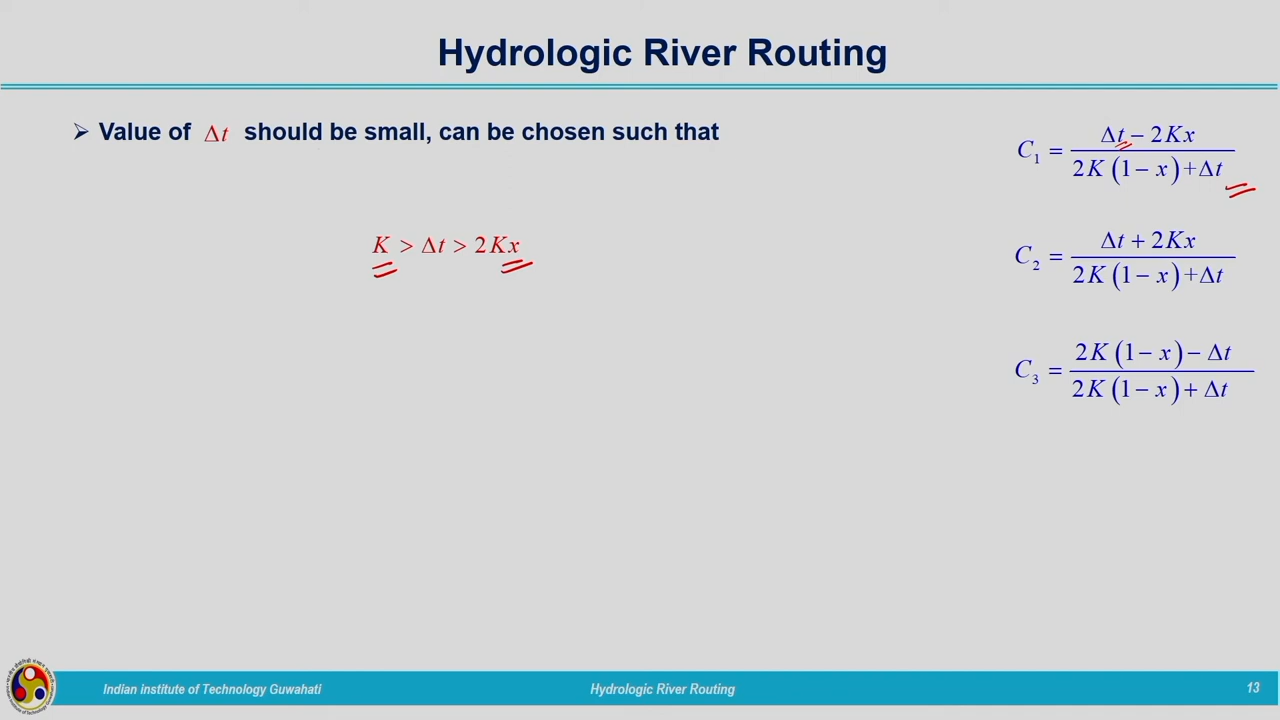 Hydrologic River Routing
➢ Value of Δt should be small, can be chosen such that
K > Δt > 2Kx
C₁ = (Δt − 2Kx) / (2K(1 − x) + Δt)
C₂ = (Δt + 2Kx) / (2K(1 − x) + Δt)
C₃ = (2K(1 − x) − Δt) / (2K(1 − x) + Δt)
Indian institute of Technology Guwahati
Hydrologic River Routing
13